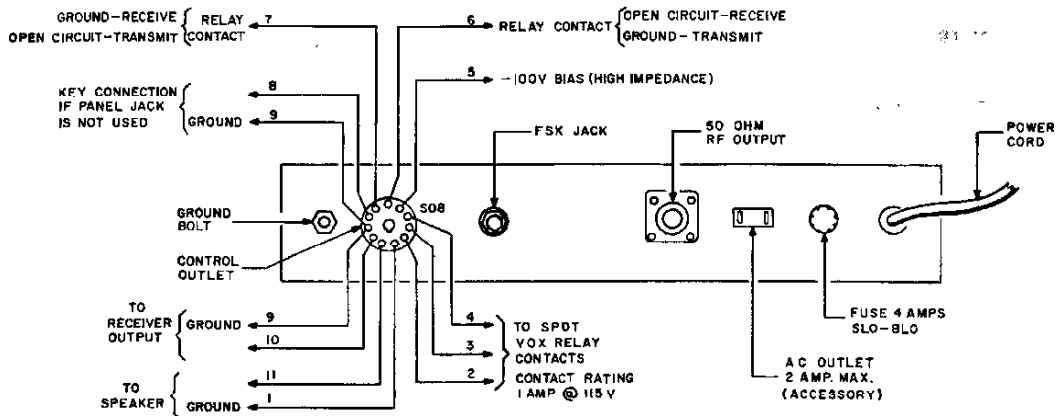 GROUND-RECEIVE
OPEN CIRCUIT-TRANSMIT
RELAY
CONTACT
7
6
RELAY CONTACT
OPEN CIRCUIT-RECEIVE
GROUND-TRANSMIT
5
-100V BIAS (HIGH IMPEDANCE)
KEY CONNECTION
IF PANEL JACK
IS NOT USED
8
9
GROUND
FSK JACK
50 OHM
RF OUTPUT
POWER
CORD
GROUND
BOLT
SO8
CONTROL
OUTLET
TO
RECEIVER
OUTPUT
GROUND
9
10
4
3
2
TO SPDT
VOX RELAY
CONTACTS
CONTACT RATING
1 AMP @ 115V
FUSE 4 AMPS
SLO-BLO
AC OUTLET
2 AMP. MAX.
(ACCESSORY)
TO
SPEAKER
11
GROUND
1